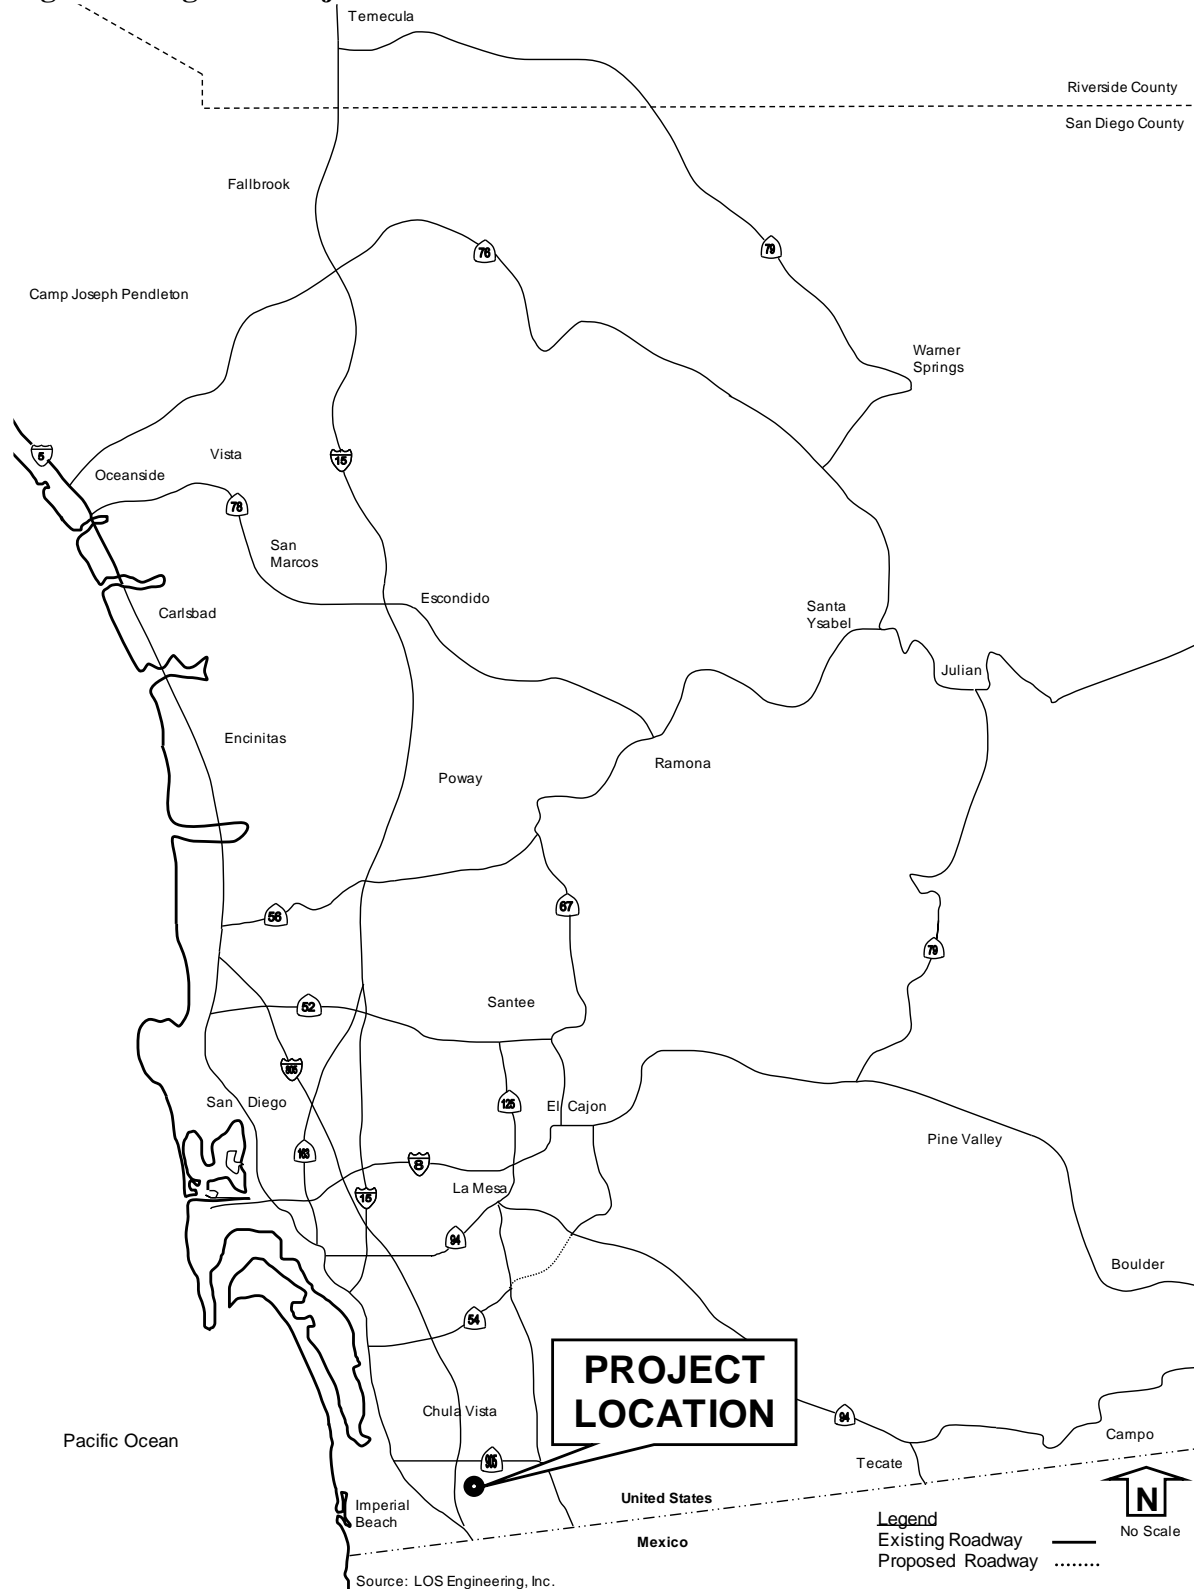 Temecula
Riverside County
San Diego County
Fallbrook
76
79
Camp Joseph Pendleton
Warner
Springs
5
Oceanside
Vista
15
78
San
Marcos
Escondido
Carlsbad
Santa
Ysabel
Julian
Encinitas
Ramona
Poway
56
67
79
52
Santee
805
San Diego
125
El Cajon
Pine Valley
163
8
La Mesa
15
94
Boulder
54
PROJECT
LOCATION
Chula Vista
94
Pacific Ocean
Campo
905
Tecate
N
No Scale
Imperial
Beach
United States
Mexico
Legend
Existing Roadway
Proposed Roadway
Source: LOS Engineering, Inc.